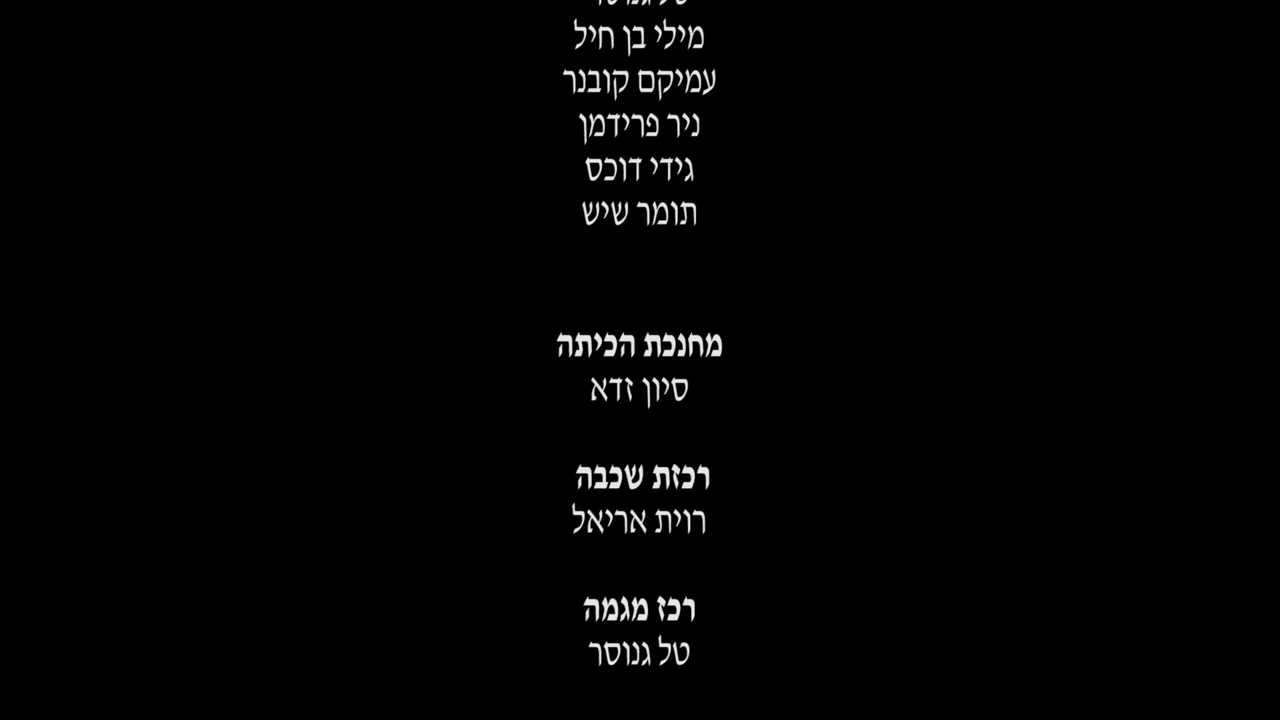 מילי בן חיל
עמיקם קובנר
ניר פרידמן
גידי דוכס
תומר שיש
מחנכת הכיתה
סיון זדא
רכזת שכבה
רוית אריאל
רכז מגמה
טל גנוסר